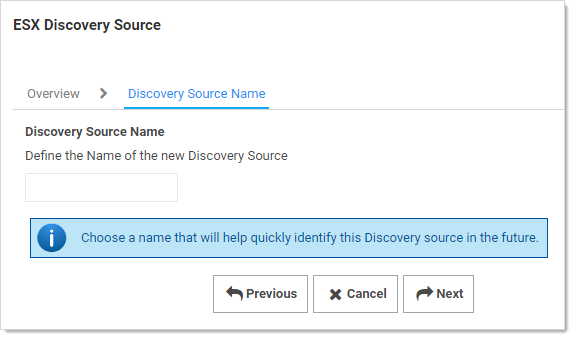 ESX Discovery Source
Overview > Discovery Source Name
Discovery Source Name
Define the Name of the new Discovery Source
Choose a name that will help quickly identify this Discovery source in the future.
Previous Cancel Next